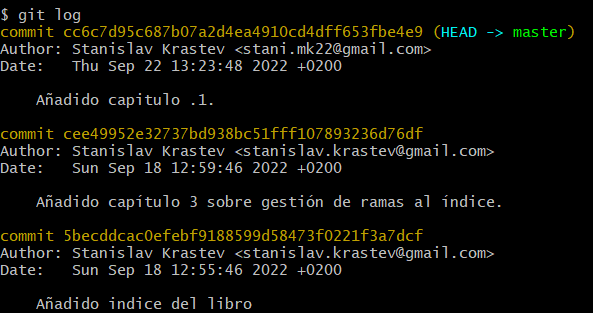 $ git log
commit cc6c7d95c687b07a2d4ea4910cd4dff653fbe4e9 (HEAD -> master)
Author: Stanislav Krastev <stani.mk22@gmail.com>
Date:   Thu Sep 22 13:23:48 2022 +0200
Añadido capitulo .1.
commit cee49952e32737bd938bc51fff107893236d76df
Author: Stanislav Krastev <stanislav.krastev@gmail.com>
Date:   Sun Sep 18 12:59:46 2022 +0200
Añadido capítulo 3 sobre gestión de ramas al índice.
commit 5becddcac0efebf9188599d58473f0221f3a7dcf
Author: Stanislav Krastev <stanislav.krastev@gmail.com>
Date:   Sun Sep 18 12:55:46 2022 +0200
Añadido indice del libro